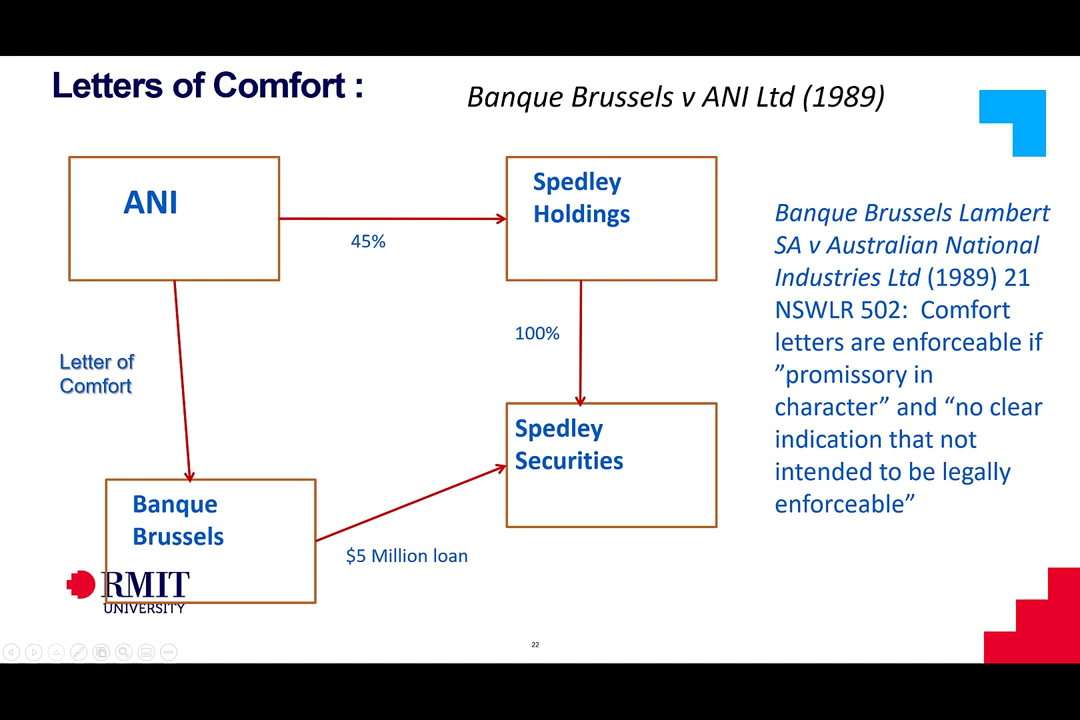 Letters of Comfort :
Banque Brussels v ANI Ltd (1989)
ANI
45%
Spedley
Holdings
100%
Letter of
Comfort
Spedley
Securities
Banque
Brussels
$5 Million loan
Banque Brussels Lambert
SA v Australian National
Industries Ltd (1989) 21
NSWLR 502:  Comfort
letters are enforceable if
”promissory in
character” and “no clear
indication that not
intended to be legally
enforceable”
RMIT
UNIVERSITY
22